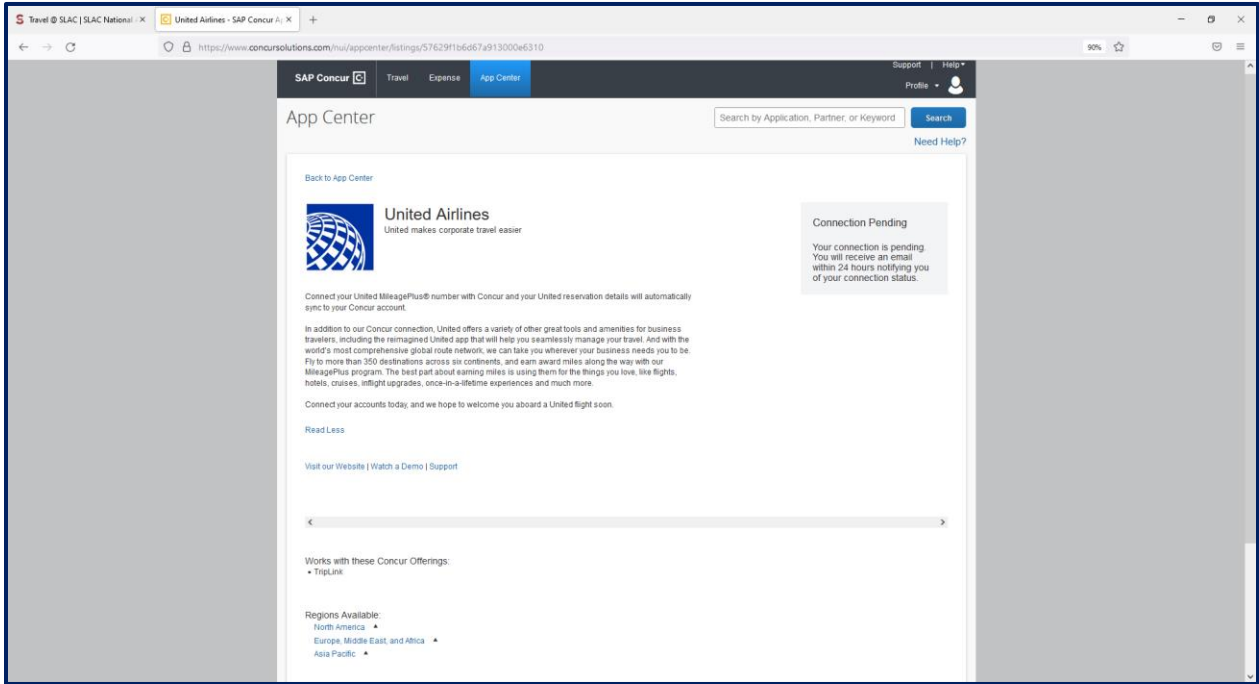 Travel @ SLAC | SLAC National
United Airlines - SAP Concur Ap
https://www.concursolutions.com/nui/appcenter/listings/57629f1b6d67a913000e6310
90%
Support | Help
SAP Concur C
Travel
Expense
App Center
Profile
App Center
Search by Application, Partner, or Keyword
Search
Need Help?
Back to App Center
United Airlines
United makes corporate travel easier
Connection Pending
Your connection is pending.
You will receive an email
within 24 hours notifying you
of your connection status.
Connect your United MileagePlus® number with Concur and your United reservation details will automatically
sync to your Concur account.
In addition to our Concur connection, United offers a variety of other great tools and amenities for business
travelers, including the reimagined United app that will help you seamlessly manage your travel. And with the
world's most comprehensive global route network, we can take you wherever your business needs you to be.
Fly to more than 350 destinations across six continents, and earn award miles along the way with our
MileagePlus program. The best part about earning miles is using them for the things you love, like flights,
hotels, cruises, inflight upgrades, once-in-a-lifetime experiences and much more.
Connect your accounts today, and we hope to welcome you aboard a United flight soon.
Read Less
Visit our Website | Watch a Demo | Support
Works with these Concur Offerings:
• TripLink
Regions Available:
North America
Europe, Middle East, and Africa
Asia Pacific